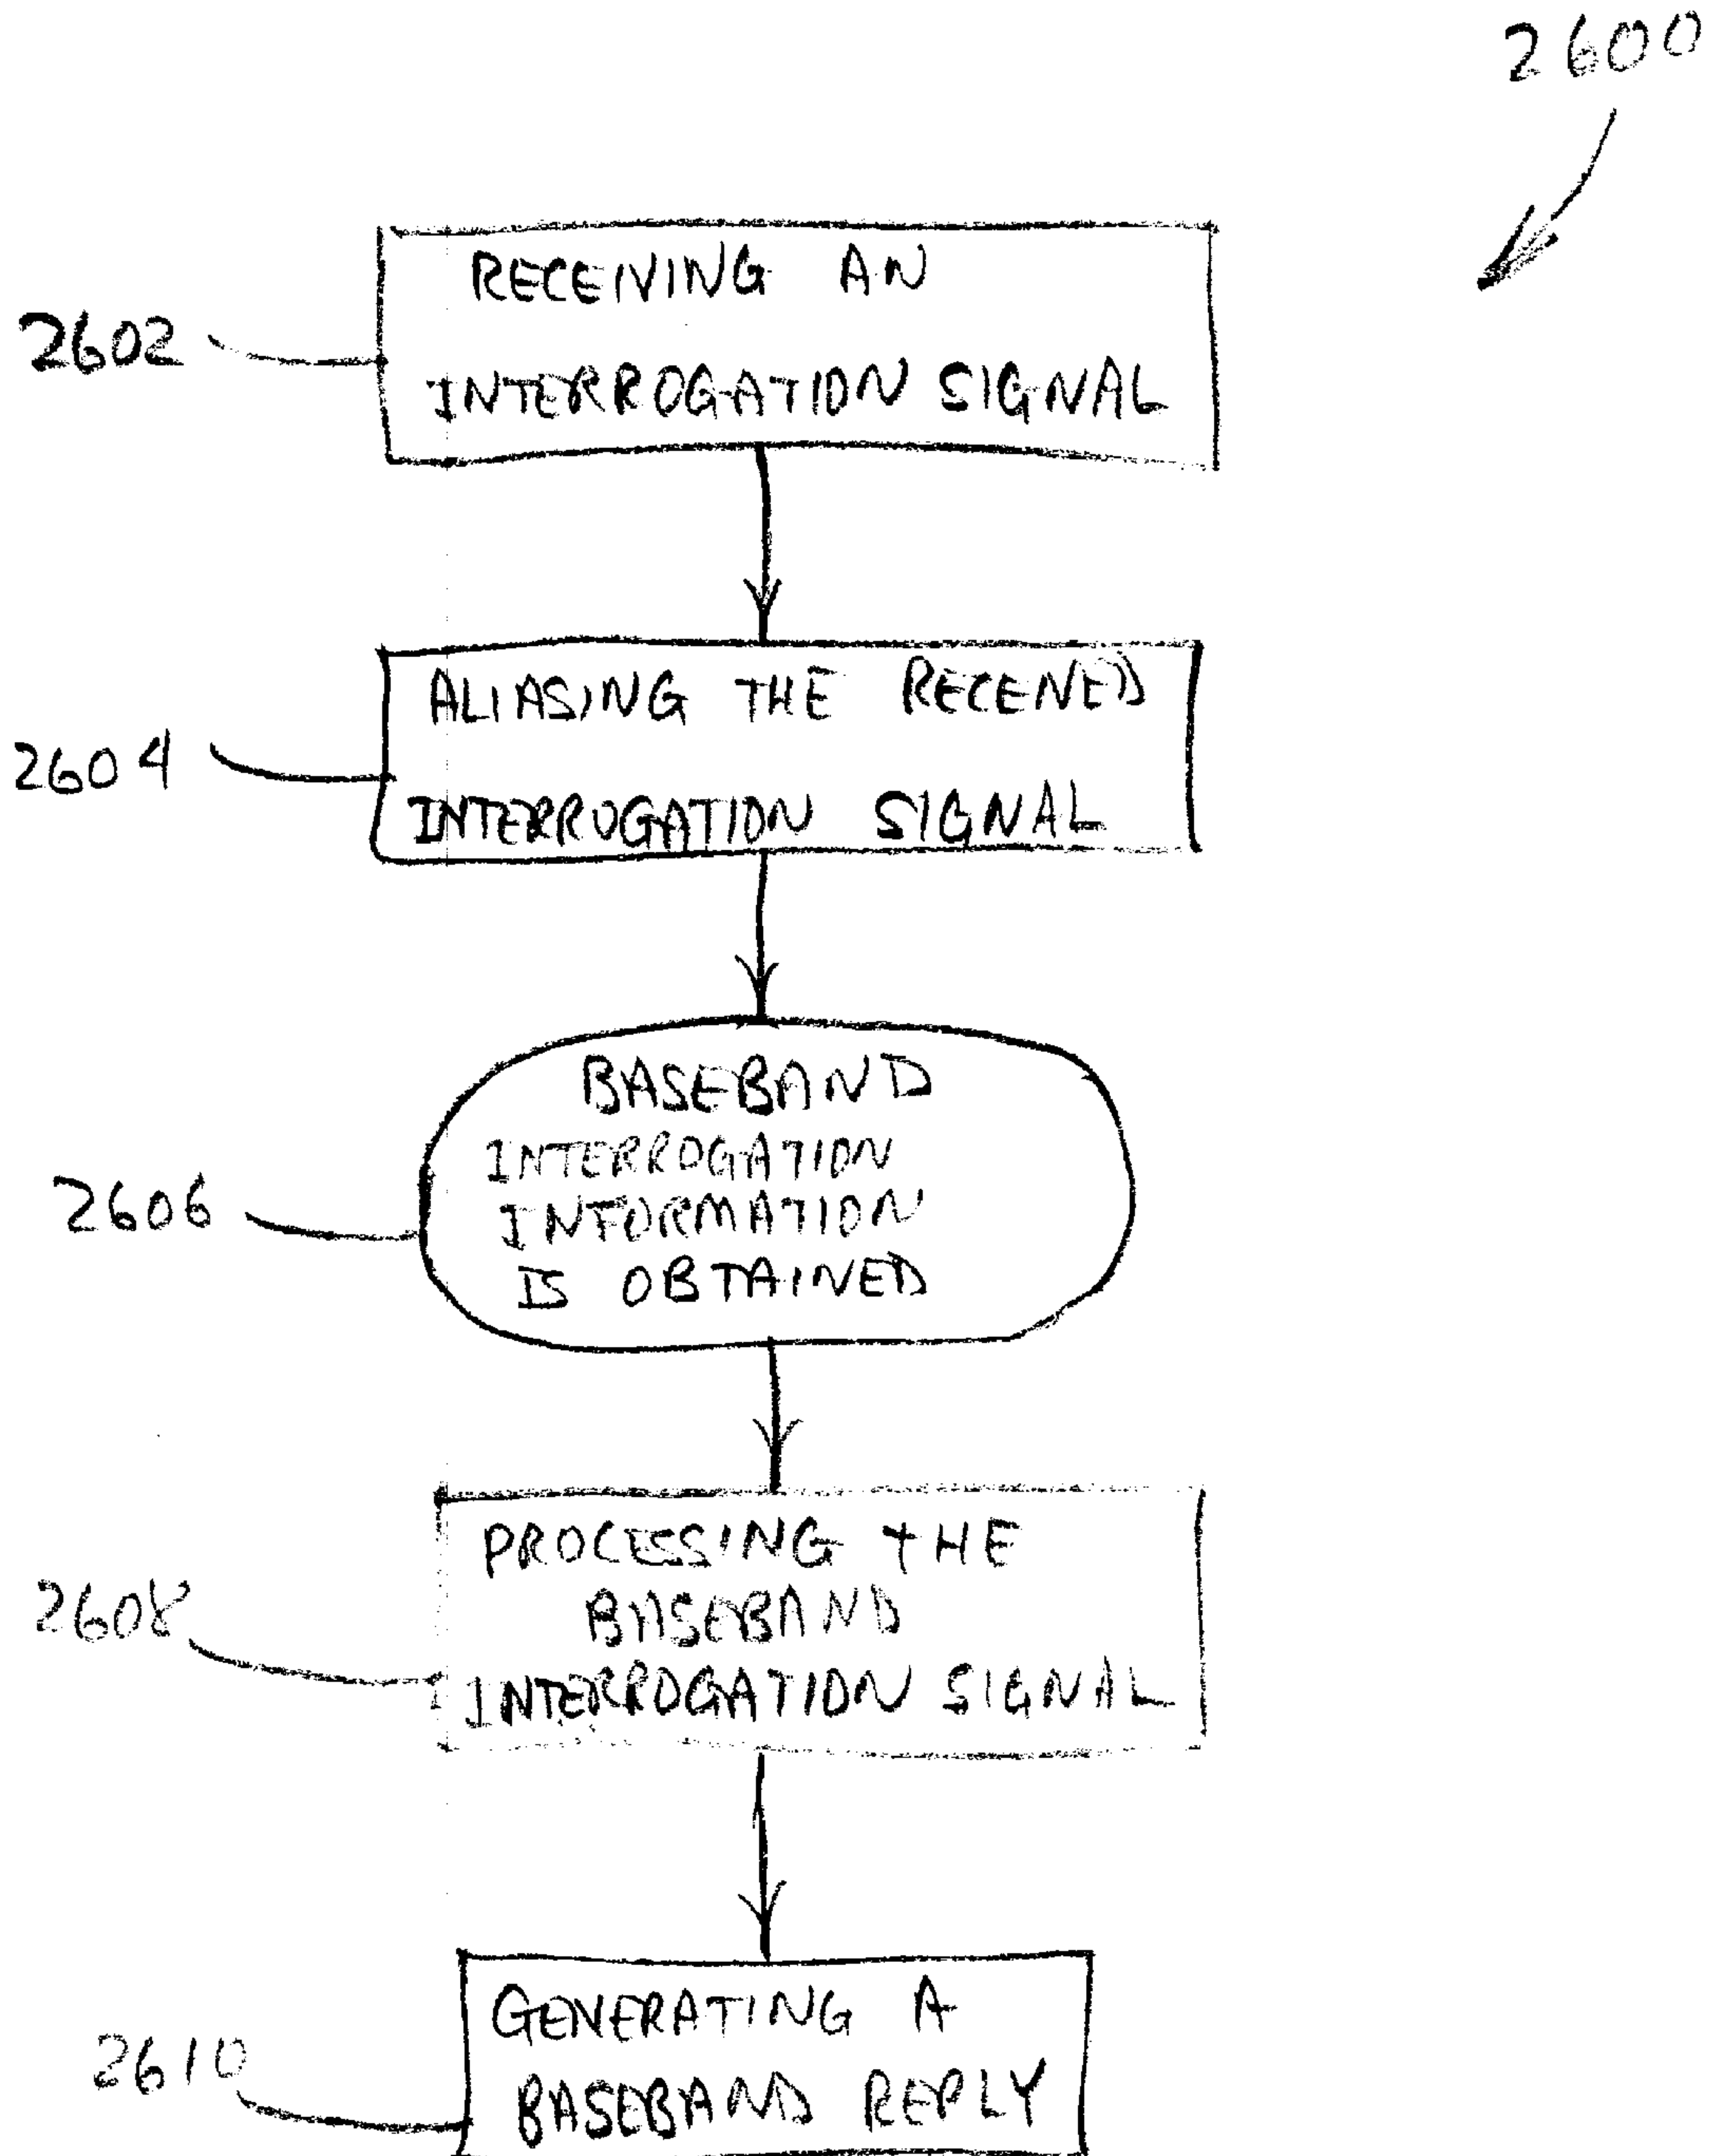 2600
RECEIVING AN
2602
INTERROGATION SIGNAL
ALIASING THE RECEIVED
2604
INTERROGATION SIGNAL
BASEBAND
INTERROGATION
2606
INFORMATION
IS OBTAINED
PROCESSING THE
2608
BASEBAND
INTERROGATION SIGNAL
GENERATING A
2610
BASEBAND REPLY